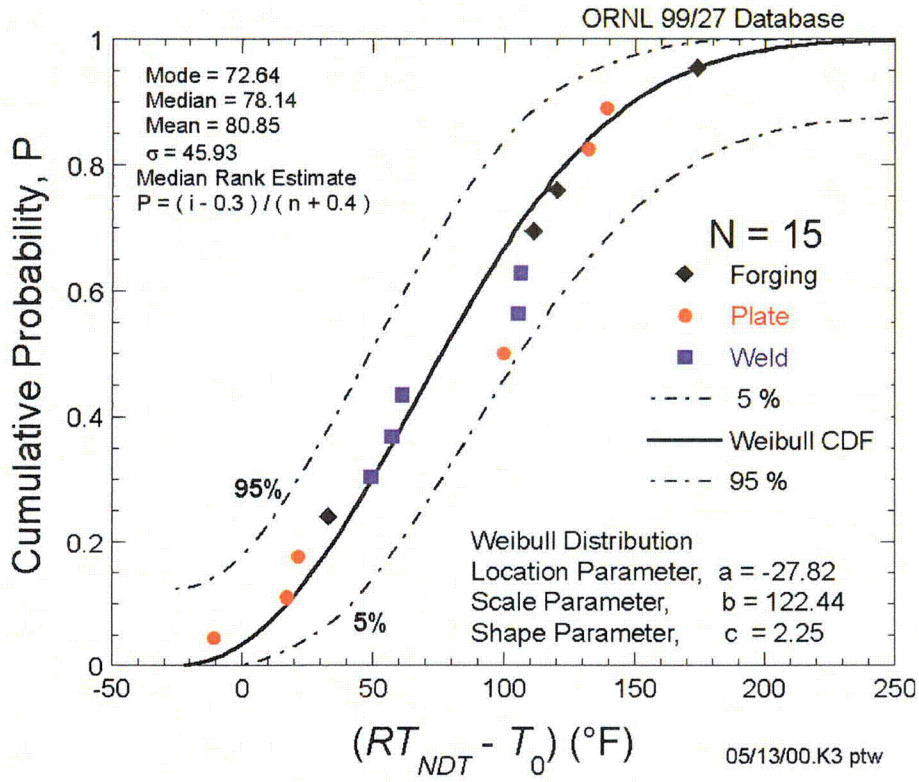 ORNL 99/27 Database
Mode = 72.64
Median = 78.14
Mean = 80.85
σ = 45.93
Median Rank Estimate
P = ( i - 0.3 ) / ( n + 0.4 )
Cumulative Probability, P
1
0.8
0.6
0.4
0.2
0
95%
5%
N = 15
Forging
Plate
Weld
5 %
Weibull CDF
95 %
Weibull Distribution
Location Parameter, a = -27.82
Scale Parameter, b = 122.44
Shape Parameter, c = 2.25
-50 0 50 100 150 200 250
(RT_NDT - T_0) (°F)
05/13/00.K3 ptw